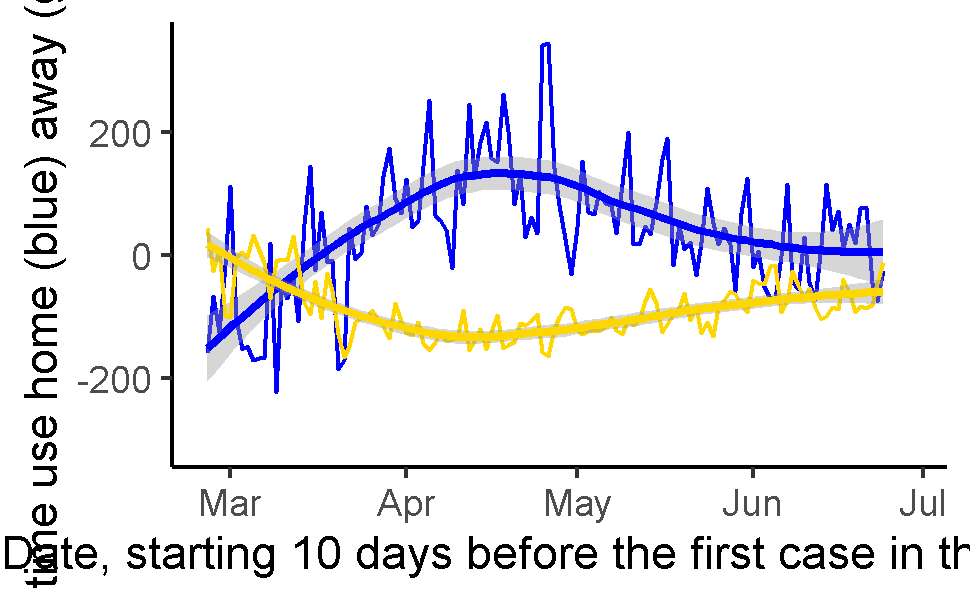 time use home (blue) away (
200
0
-200
Mar Apr May Jun Jul
Date, starting 10 days before the first case in th